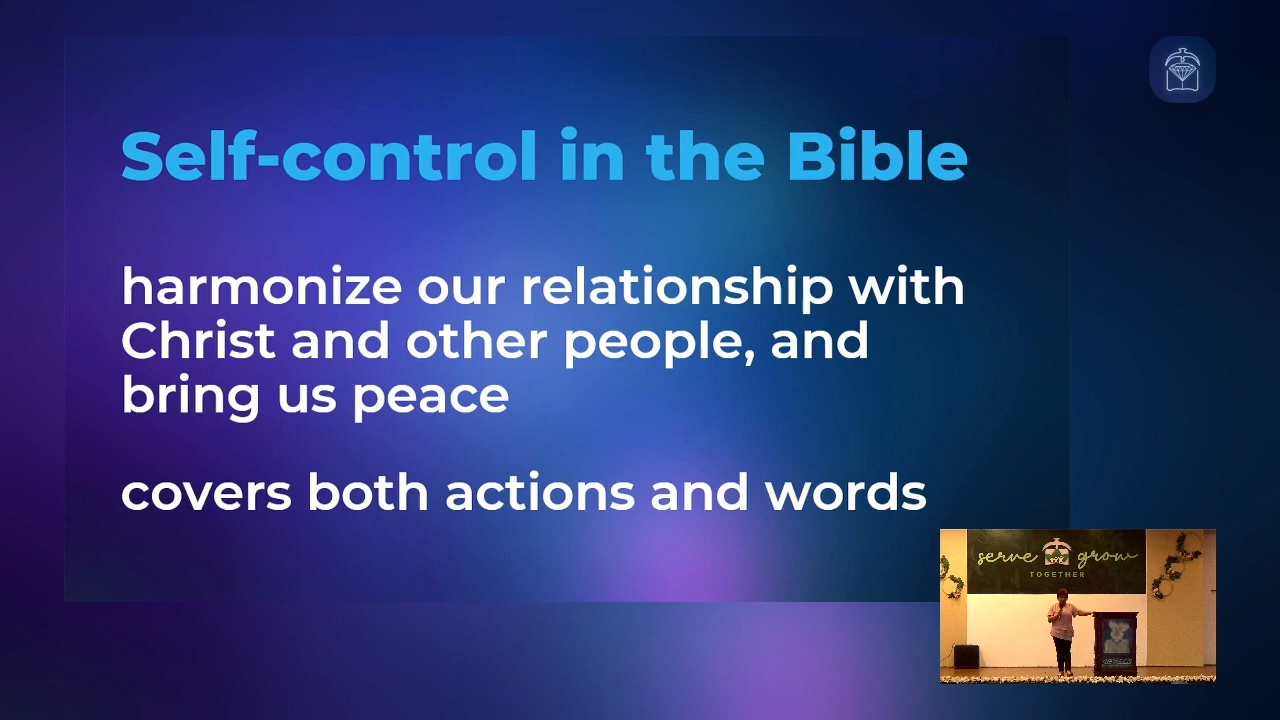 Self-control in the Bible
harmonize our relationship with
Christ and other people, and
bring us peace
covers both actions and words
serve grow
TOGETHER